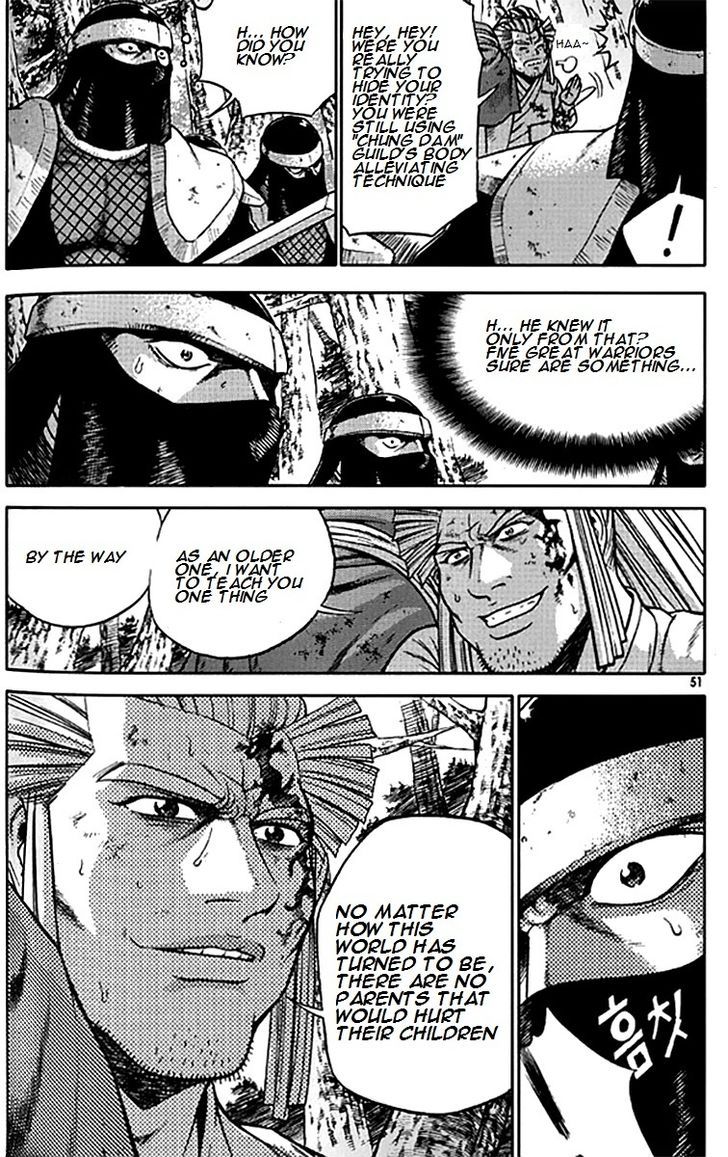 H... HOW
DID YOU
KNOW?
HEY, HEY!
WERE YOU
REALLY
TRYING TO
HIDE YOUR
IDENTITY?
YOU WERE
STILL USING
"CHUNG DAM"
GUILD'S BODY
ALLEVIATING
TECHNIQUE
HAA~
!
H... HE KNEW IT
ONLY FROM THAT?
FIVE GREAT WARRIORS
SURE ARE SOMETHING...
BY THE WAY
AS AN OLDER
ONE, I WANT
TO TEACH YOU
ONE THING
51
NO MATTER
HOW THIS
WORLD HAS
TURNED TO BE,
THERE ARE NO
PARENTS THAT
WOULD HURT
THEIR CHILDREN
흠칫